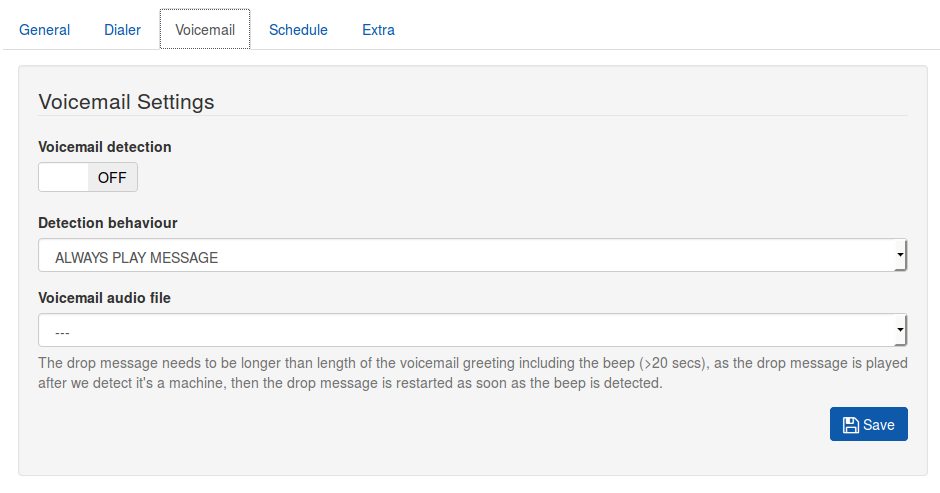 General Dialer Voicemail Schedule Extra
Voicemail Settings
Voicemail detection
OFF
Detection behaviour
ALWAYS PLAY MESSAGE
Voicemail audio file
---
The drop message needs to be longer than length of the voicemail greeting including the beep (>20 secs), as the drop message is played
after we detect it's a machine, then the drop message is restarted as soon as the beep is detected.
Save